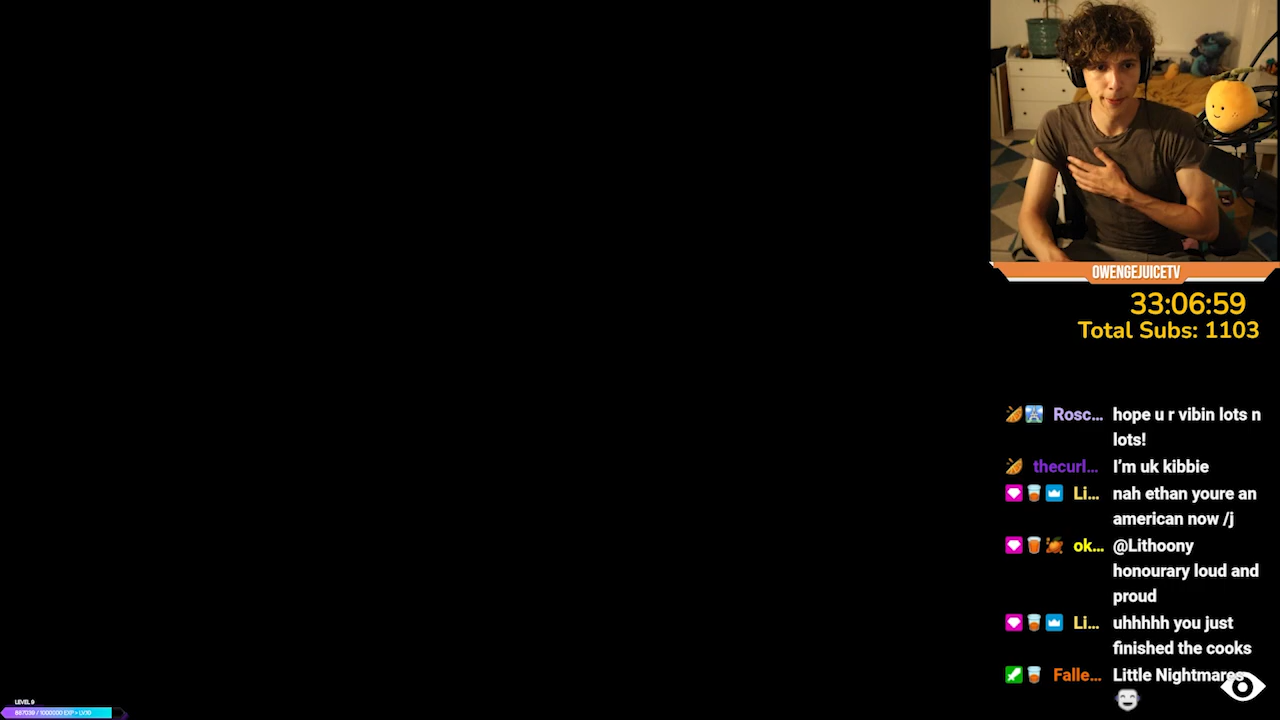 OWENGEJUICETV
33:06:59
Total Subs: 1103
Rosc... hope u r vibin lots n
lots!
thecurl... I'm uk kibbie
Li... nah ethan youre an
american now /j
ok... @Lithoony
honourary loud and
proud
Li... uhhhhh you just
finished the cooks
Falle... Little Nightmares
LEVEL 9